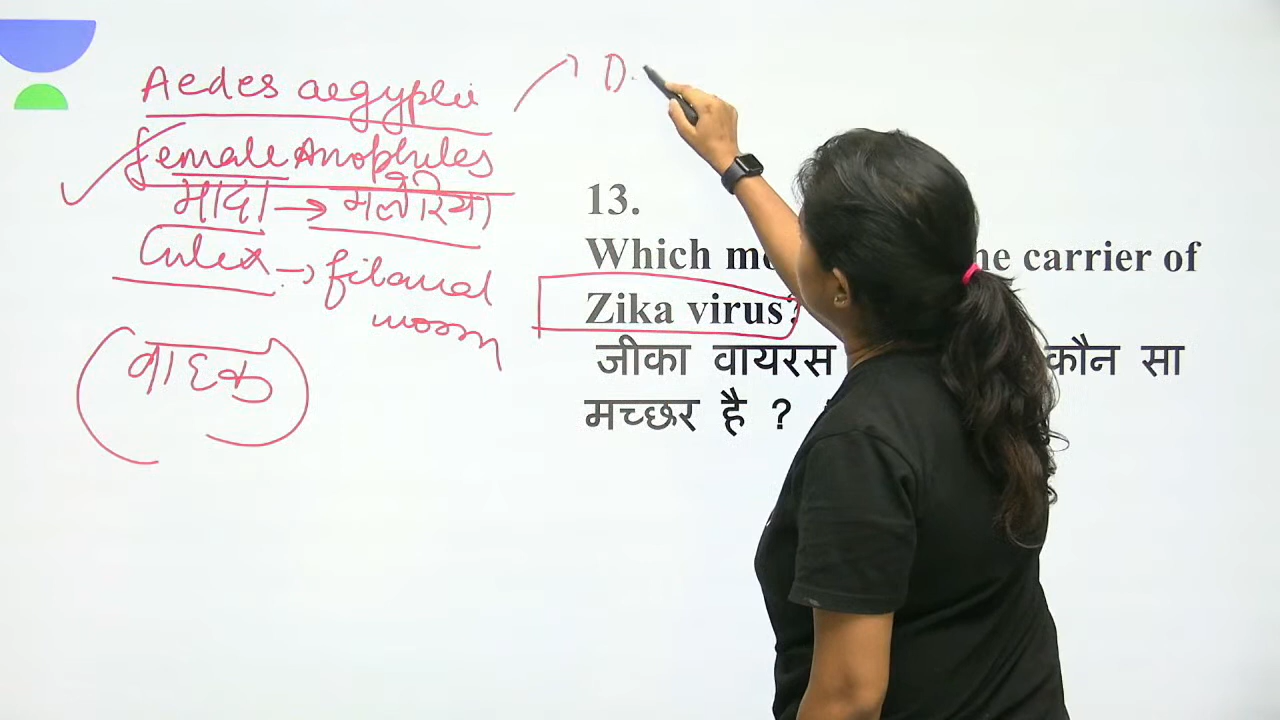 Aedes aegyptie
female Anopheles
मादा → मलेरिया
Culex → filarial
worm
वाहक
→ D.
13.
Which mo he carrier of
Zika virus?
जीका वायरस कौन सा
मच्छर है ?